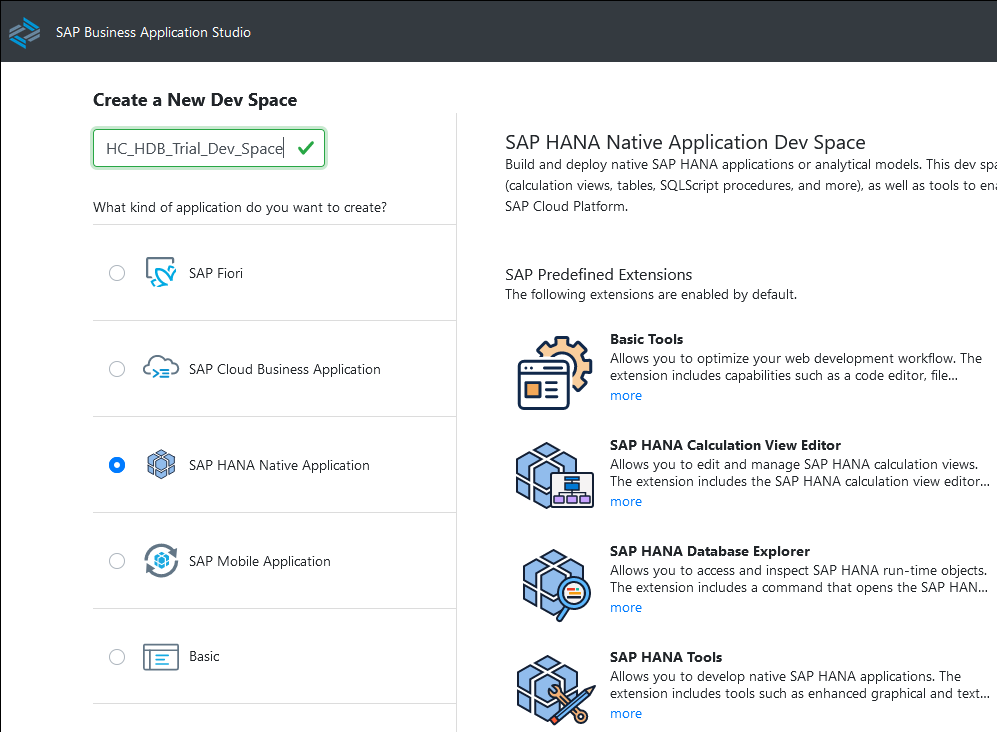 SAP Business Application Studio
Create a New Dev Space
HC_HDB_Trial_Dev_Space
What kind of application do you want to create?
SAP Fiori
SAP Cloud Business Application
SAP HANA Native Application
SAP Mobile Application
Basic
SAP HANA Native Application Dev Space
Build and deploy native SAP HANA applications or analytical models. This dev spa
(calculation views, tables, SQLScript procedures, and more), as well as tools to ena
SAP Cloud Platform.
SAP Predefined Extensions
The following extensions are enabled by default.
Basic Tools
Allows you to optimize your web development workflow. The
extension includes capabilities such as a code editor, file...
more
SAP HANA Calculation View Editor
Allows you to edit and manage SAP HANA calculation views.
The extension includes the SAP HANA calculation view editor...
more
SAP HANA Database Explorer
Allows you to access and inspect SAP HANA run-time objects.
The extension includes a command that opens the SAP HAN...
more
SAP HANA Tools
Allows you to develop native SAP HANA applications. The
extension includes tools such as enhanced graphical and text...
more